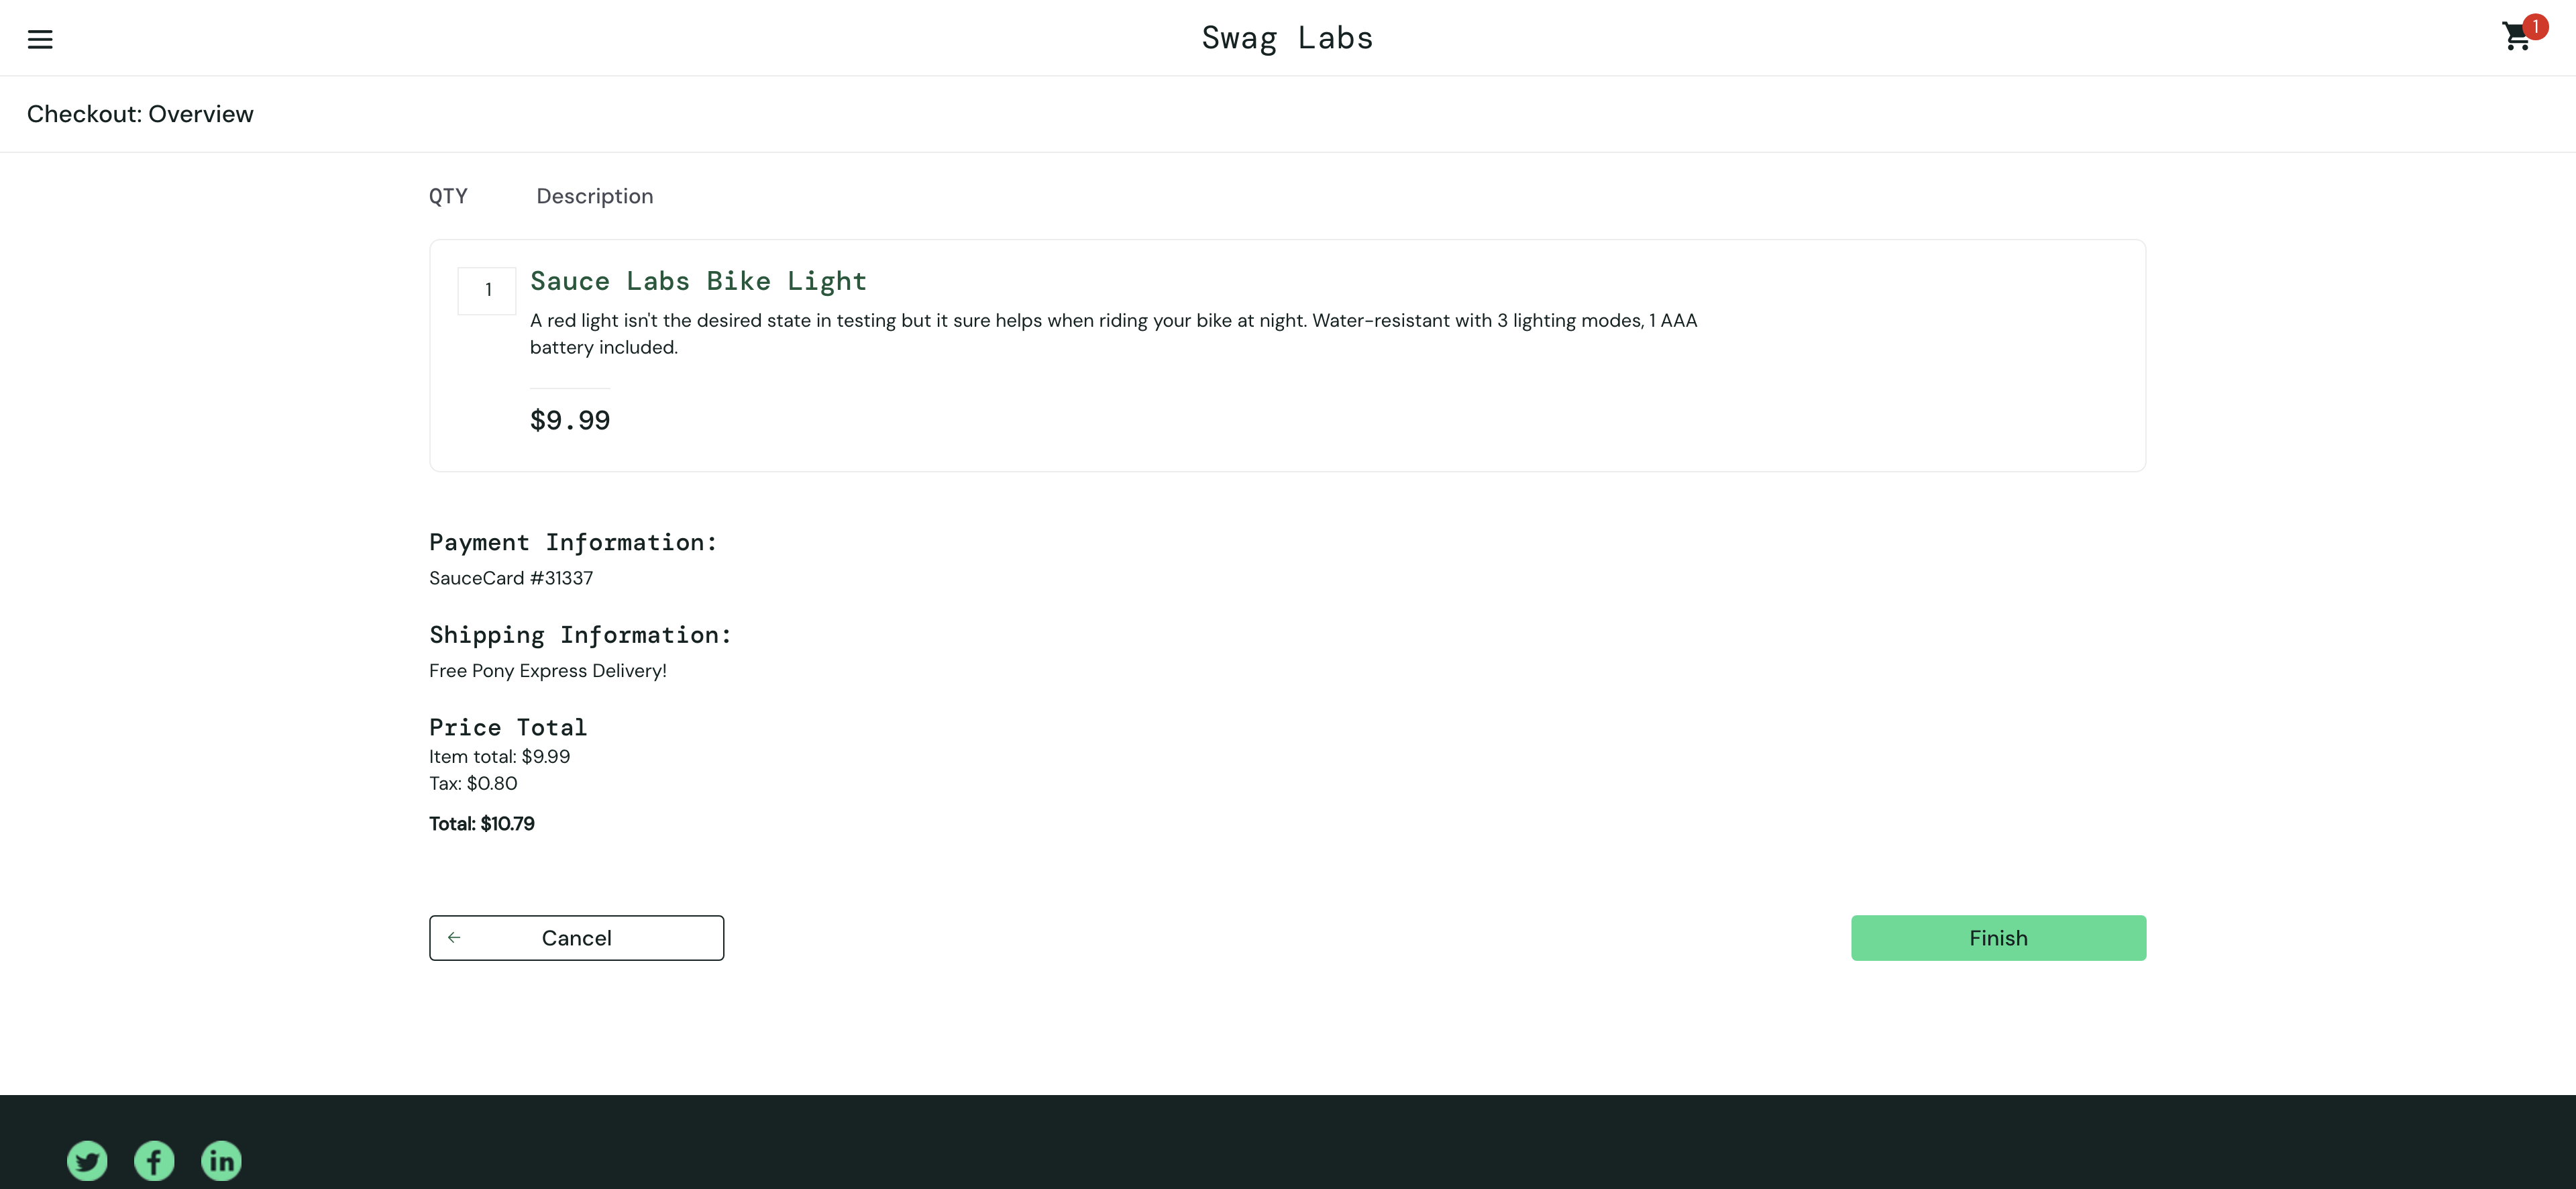 Swag Labs
1
Checkout: Overview
QTY Description
1
Sauce Labs Bike Light
A red light isn't the desired state in testing but it sure helps when riding your bike at night. Water-resistant with 3 lighting modes, 1 AAA
battery included.
$9.99
Payment Information:
SauceCard #31337
Shipping Information:
Free Pony Express Delivery!
Price Total
Item total: $9.99
Tax: $0.80
Total: $10.79
Cancel
Finish